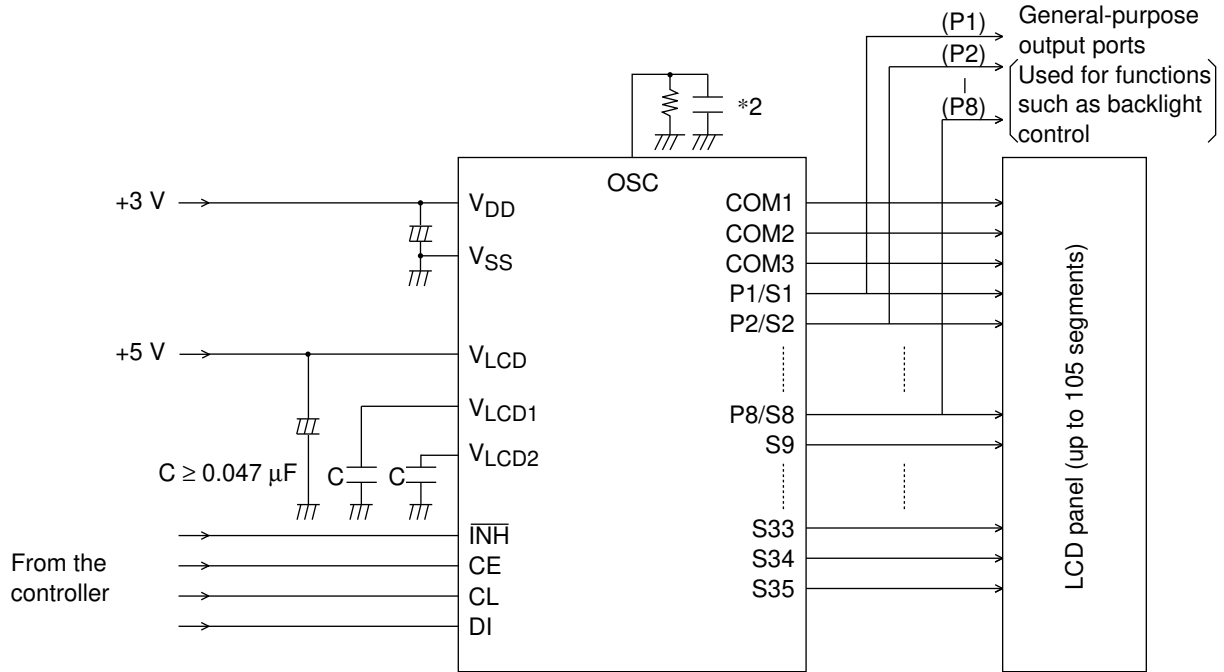 (P1)
(P2)
(P8)
General-purpose
output ports
Used for functions
such as backlight
control
*2
OSC
+3 V
VDD
VSS
+5 V
VLCD
VLCD1
VLCD2
C ≥ 0.047 μF
C
C
From the
controller
INH
CE
CL
DI
COM1
COM2
COM3
P1/S1
P2/S2
P8/S8
S9
S33
S34
S35
LCD panel (up to 105 segments)